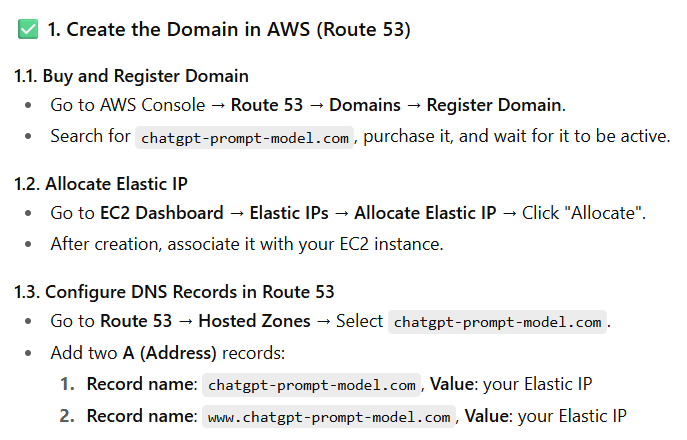 ✅ 1. Create the Domain in AWS (Route 53)
1.1. Buy and Register Domain
• Go to AWS Console → Route 53 → Domains → Register Domain.
• Search for chatgpt-prompt-model.com, purchase it, and wait for it to be active.
1.2. Allocate Elastic IP
• Go to EC2 Dashboard → Elastic IPs → Allocate Elastic IP → Click "Allocate".
• After creation, associate it with your EC2 instance.
1.3. Configure DNS Records in Route 53
• Go to Route 53 → Hosted Zones → Select chatgpt-prompt-model.com.
• Add two A (Address) records:
1. Record name: chatgpt-prompt-model.com, Value: your Elastic IP
2. Record name: www.chatgpt-prompt-model.com, Value: your Elastic IP